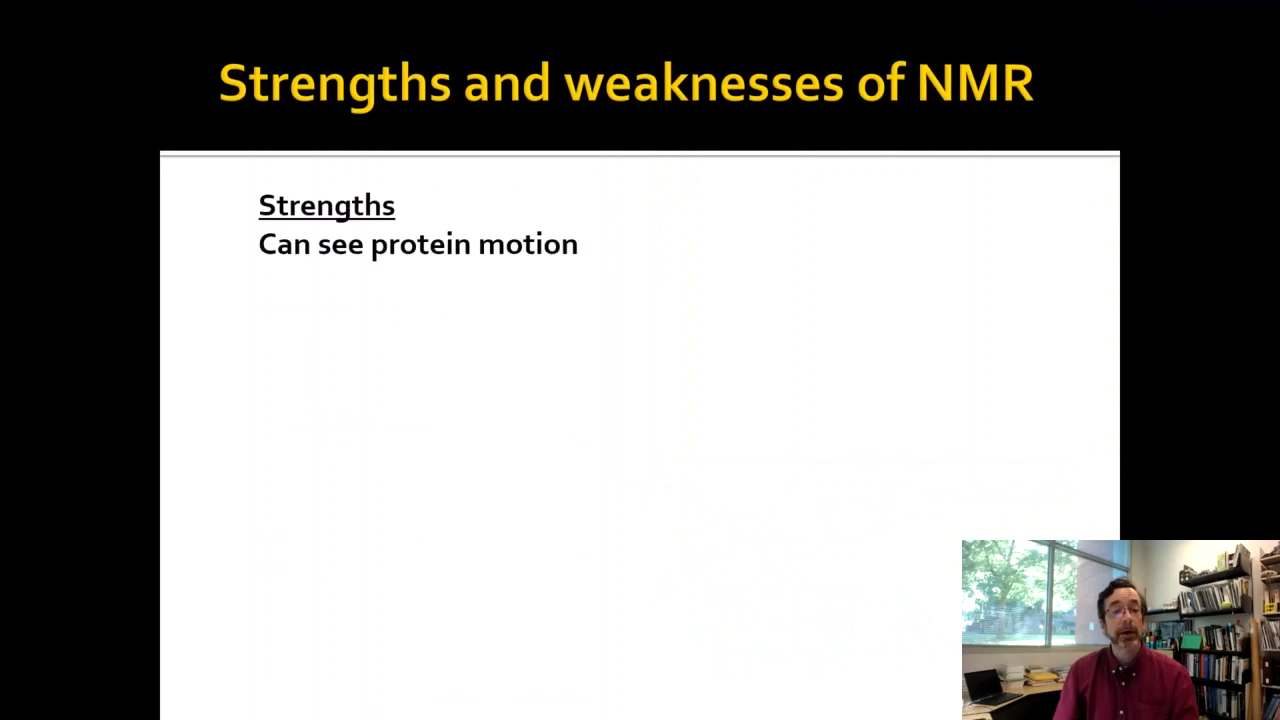 Strengths and weaknesses of NMR
Strengths
Can see protein motion